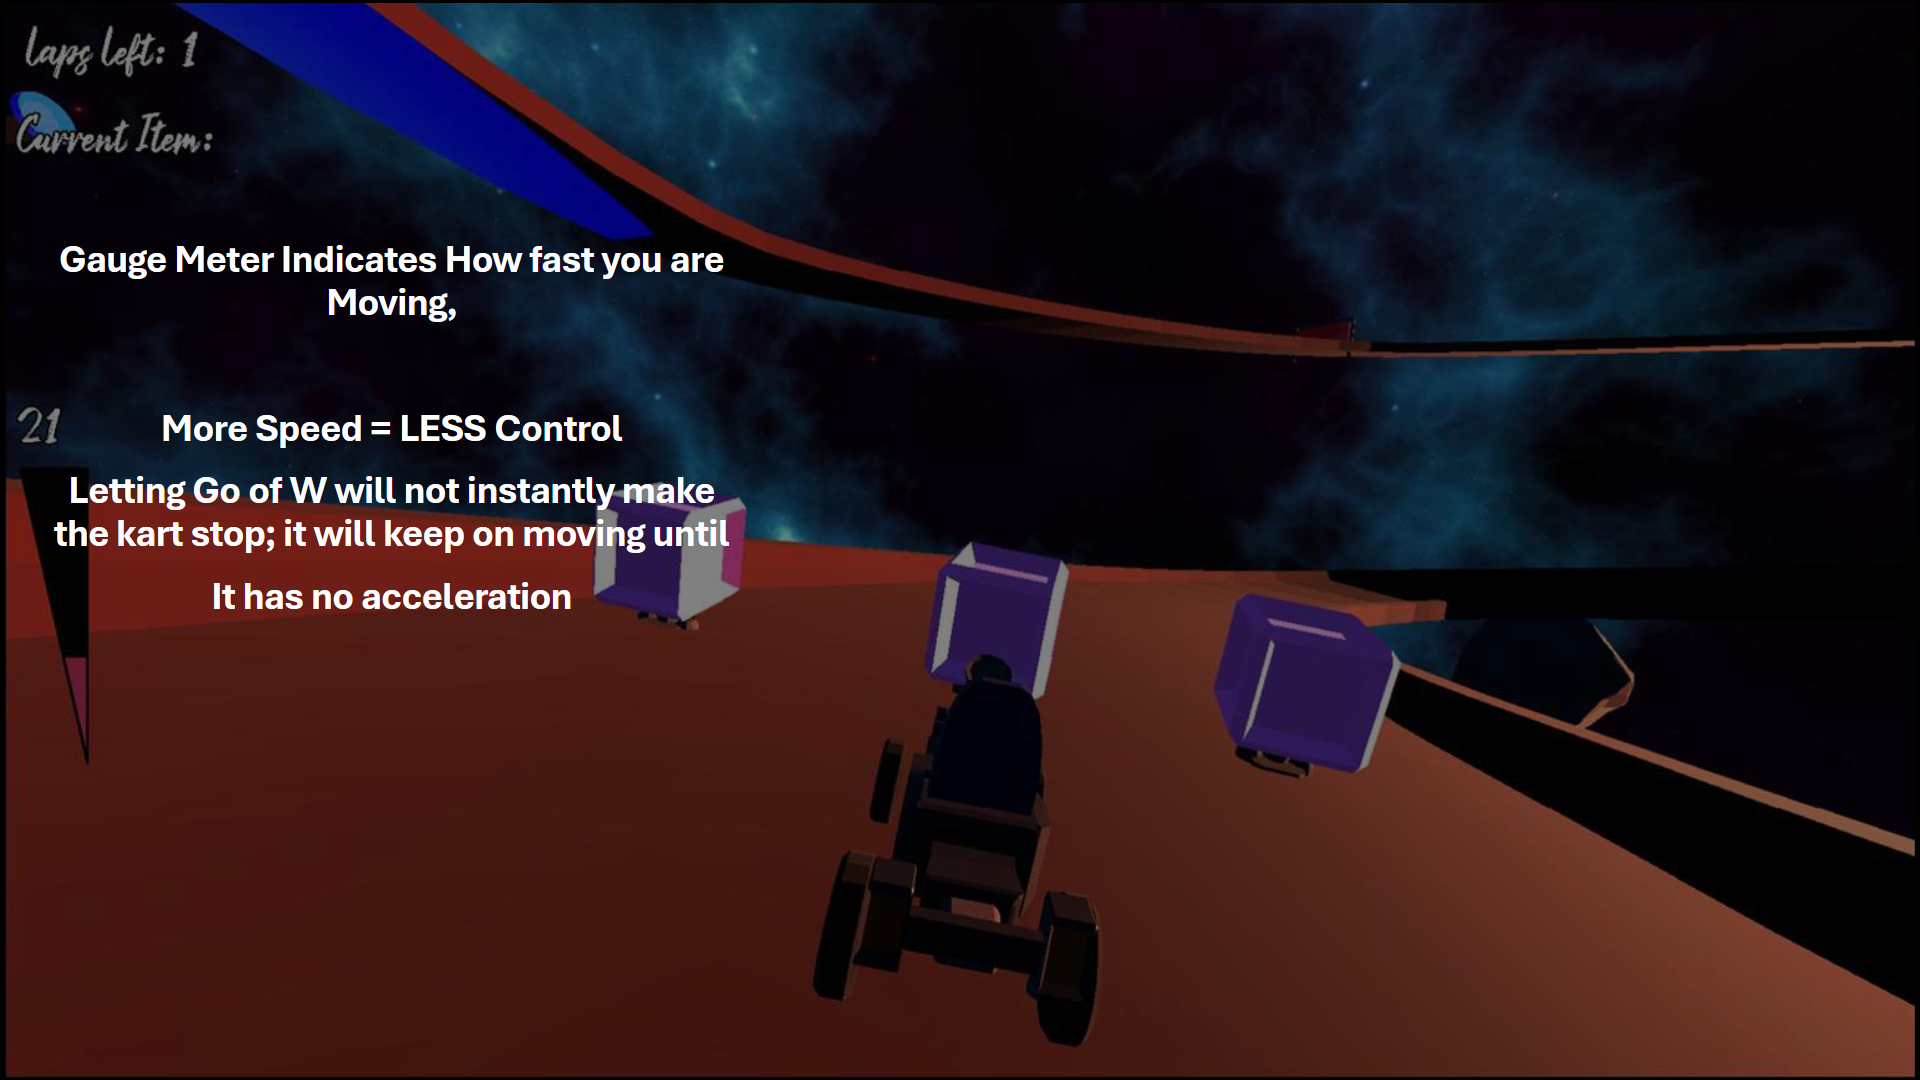 Laps left: 1
Current Item:
Gauge Meter Indicates How fast you are
Moving,
21
More Speed = LESS Control
Letting Go of W will not instantly make
the kart stop; it will keep on moving until
It has no acceleration